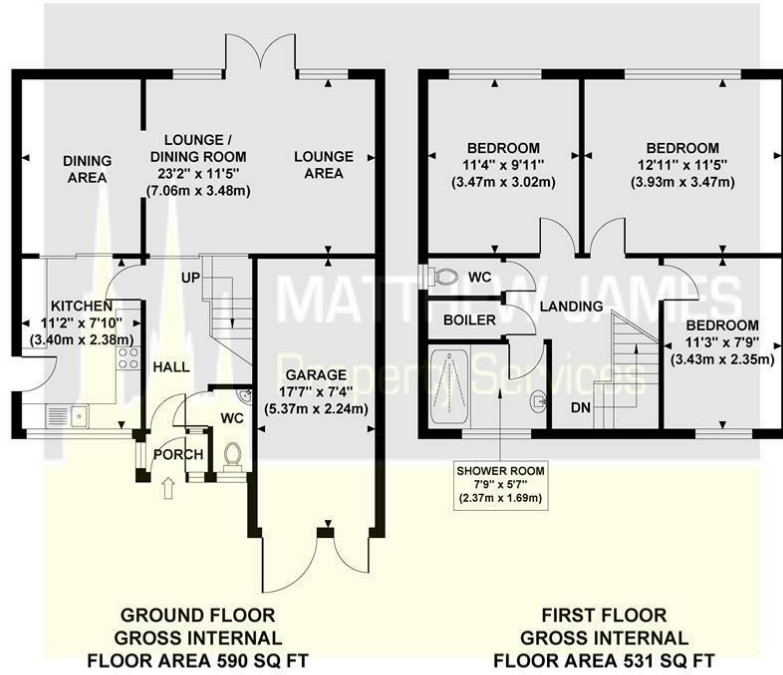 LOUNGE /
DINING ROOM
23'2" x 11'5"
(7.06m x 3.48m)
DINING
AREA
LOUNGE
AREA
KITCHEN
11'2" x 7'10"
(3.40m x 2.38m)
UP
HALL
WC
PORCH
GARAGE
17'7" x 7'4"
(5.37m x 2.24m)
GROUND FLOOR
GROSS INTERNAL
FLOOR AREA 590 SQ FT
BEDROOM
11'4" x 9'11"
(3.47m x 3.02m)
BEDROOM
12'11" x 11'5"
(3.93m x 3.47m)
WC
BOILER
LANDING
BEDROOM
11'3" x 7'9"
(3.43m x 2.35m)
DN
SHOWER ROOM
7'9" x 5'7"
(2.37m x 1.69m)
FIRST FLOOR
GROSS INTERNAL
FLOOR AREA 531 SQ FT
MATTHEW JAMES
Property Services